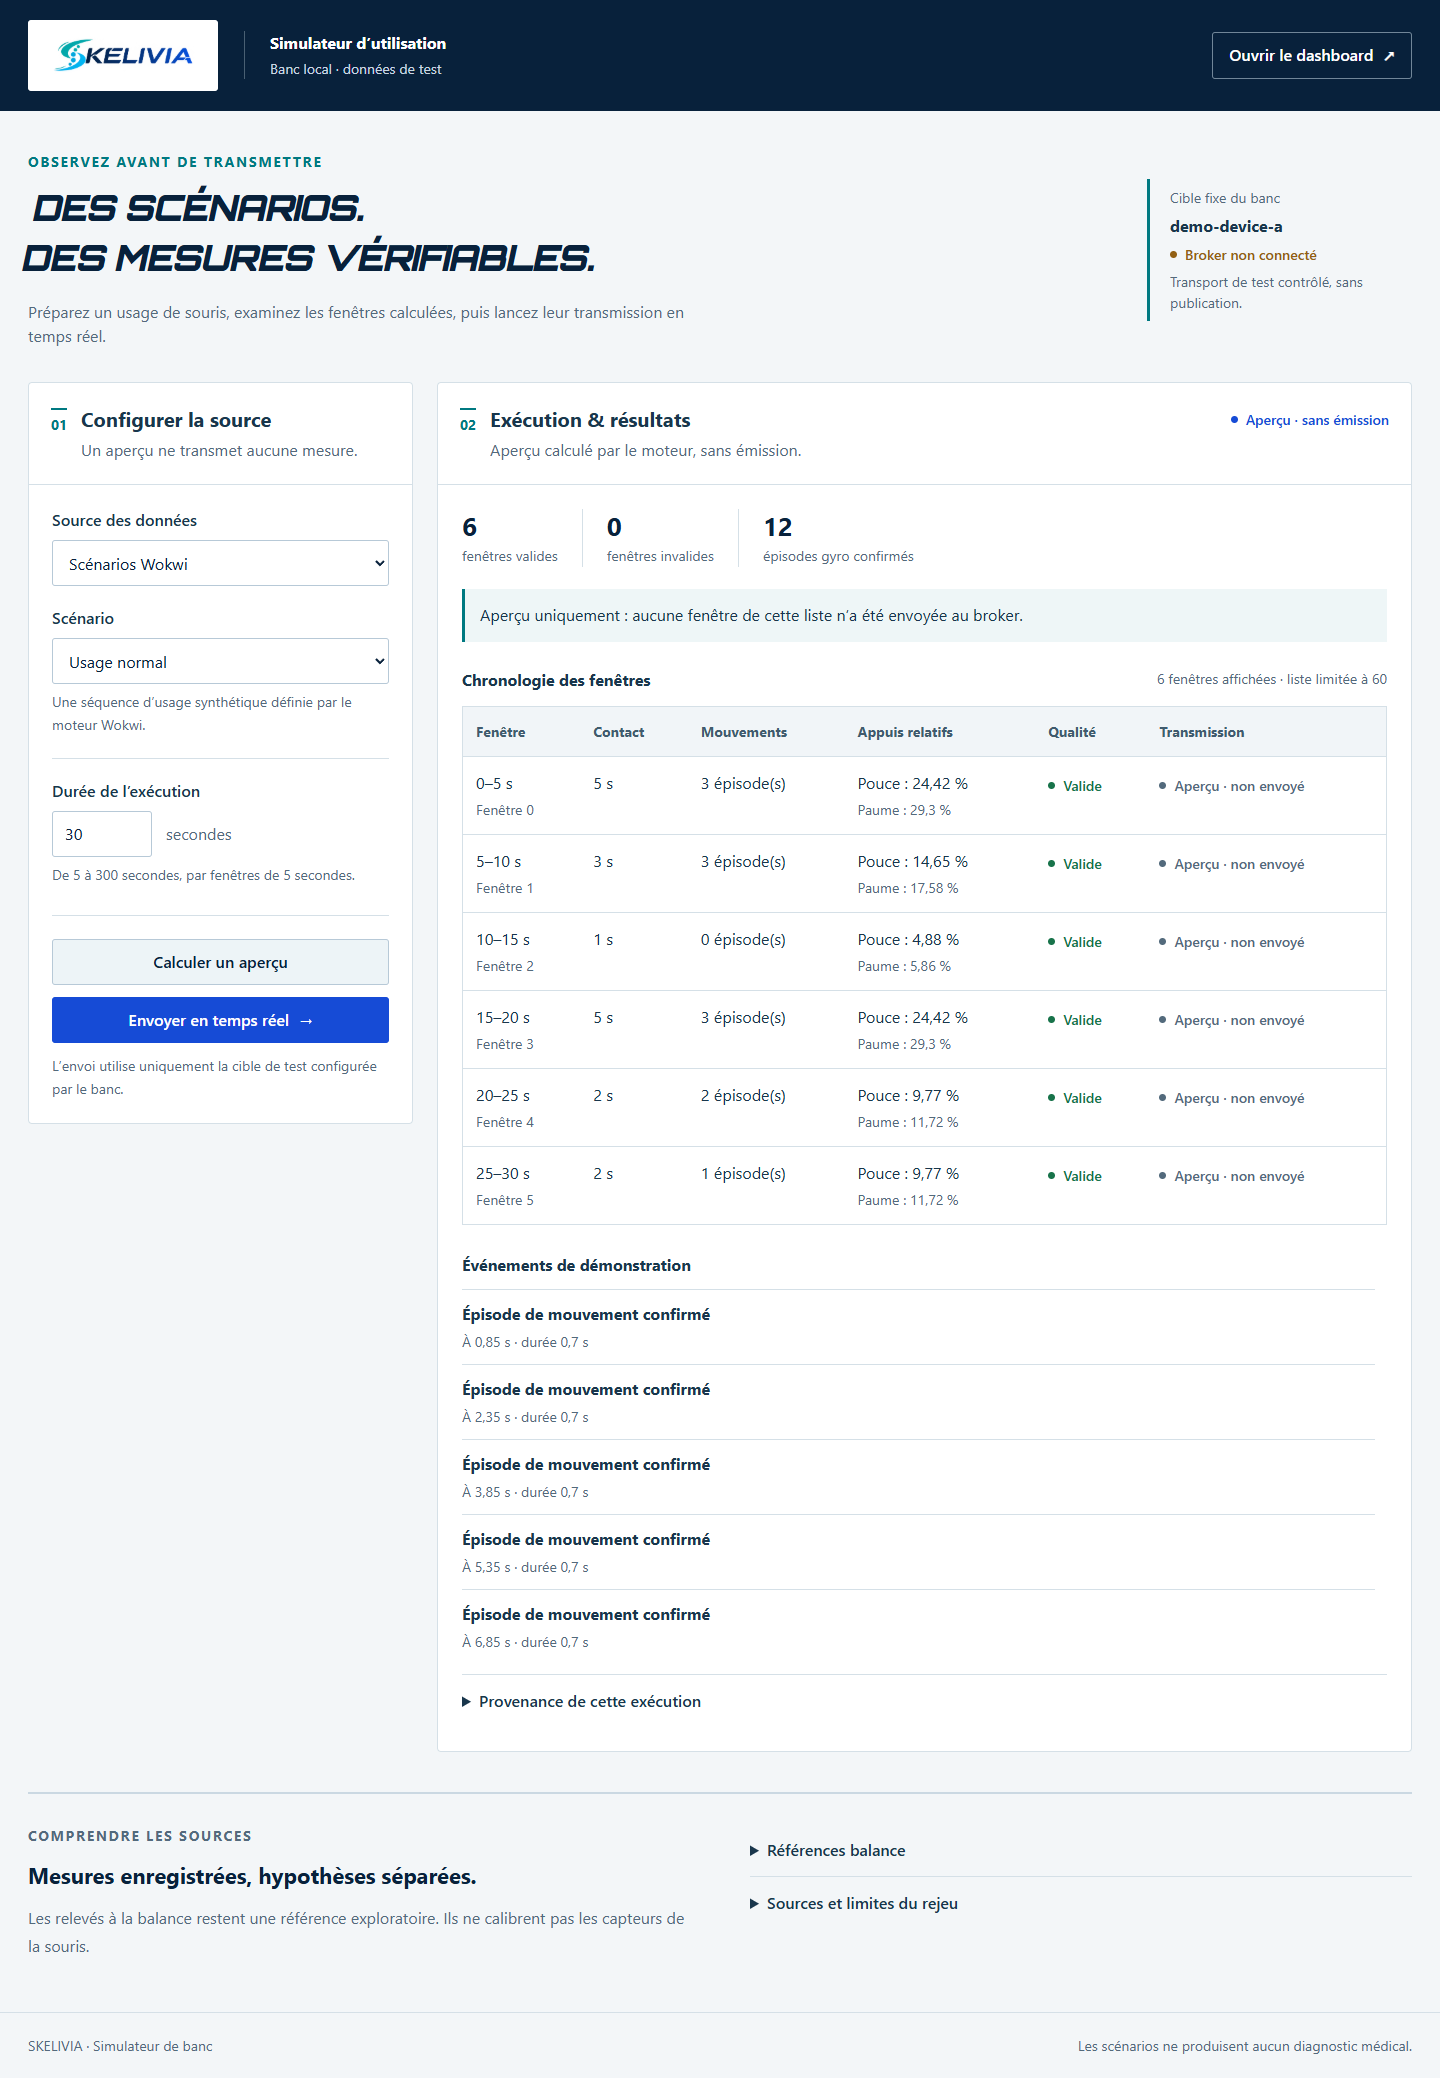 SKELIVIA
Simulateur d'utilisation
Banc local · données de test
Ouvrir le dashboard ↗
OBSERVEZ AVANT DE TRANSMETTRE
DES SCÉNARIOS.
DES MESURES VÉRIFIABLES.
Préparez un usage de souris, examinez les fenêtres calculées, puis lancez leur transmission en
temps réel.
Cible fixe du banc
demo-device-a
Broker non connecté
Transport de test contrôlé, sans
publication.
01 Configurer la source
Un aperçu ne transmet aucune mesure.
Source des données
Scénarios Wokwi
Scénario
Usage normal
Une séquence d'usage synthétique définie par le
moteur Wokwi.
Durée de l'exécution
30 secondes
De 5 à 300 secondes, par fenêtres de 5 secondes.
Calculer un aperçu
Envoyer en temps réel →
L'envoi utilise uniquement la cible de test configurée
par le banc.
02 Exécution & résultats
Aperçu · sans émission
Aperçu calculé par le moteur, sans émission.
6 0 12
fenêtres valides fenêtres invalides épisodes gyro confirmés
Aperçu uniquement : aucune fenêtre de cette liste n'a été envoyée au broker.
Chronologie des fenêtres 6 fenêtres affichées · liste limitée à 60
Fenêtre Contact Mouvements Appuis relatifs Qualité Transmission
0–5 s 5 s 3 épisode(s) Pouce : 24,42 % Valide Aperçu · non envoyé
Fenêtre 0 Paume : 29,3 %
5–10 s 3 s 3 épisode(s) Pouce : 14,65 % Valide Aperçu · non envoyé
Fenêtre 1 Paume : 17,58 %
10–15 s 1 s 0 épisode(s) Pouce : 4,88 % Valide Aperçu · non envoyé
Fenêtre 2 Paume : 5,86 %
15–20 s 5 s 3 épisode(s) Pouce : 24,42 % Valide Aperçu · non envoyé
Fenêtre 3 Paume : 29,3 %
20–25 s 2 s 2 épisode(s) Pouce : 9,77 % Valide Aperçu · non envoyé
Fenêtre 4 Paume : 11,72 %
25–30 s 2 s 1 épisode(s) Pouce : 9,77 % Valide Aperçu · non envoyé
Fenêtre 5 Paume : 11,72 %
Événements de démonstration
Épisode de mouvement confirmé
À 0,85 s · durée 0,7 s
Épisode de mouvement confirmé
À 2,35 s · durée 0,7 s
Épisode de mouvement confirmé
À 3,85 s · durée 0,7 s
Épisode de mouvement confirmé
À 5,35 s · durée 0,7 s
Épisode de mouvement confirmé
À 6,85 s · durée 0,7 s
Provenance de cette exécution
COMPRENDRE LES SOURCES
Mesures enregistrées, hypothèses séparées.
Les relevés à la balance restent une référence exploratoire. Ils ne calibrent pas les capteurs de
la souris.
Références balance
Sources et limites du rejeu
SKELIVIA · Simulateur de banc
Les scénarios ne produisent aucun diagnostic médical.